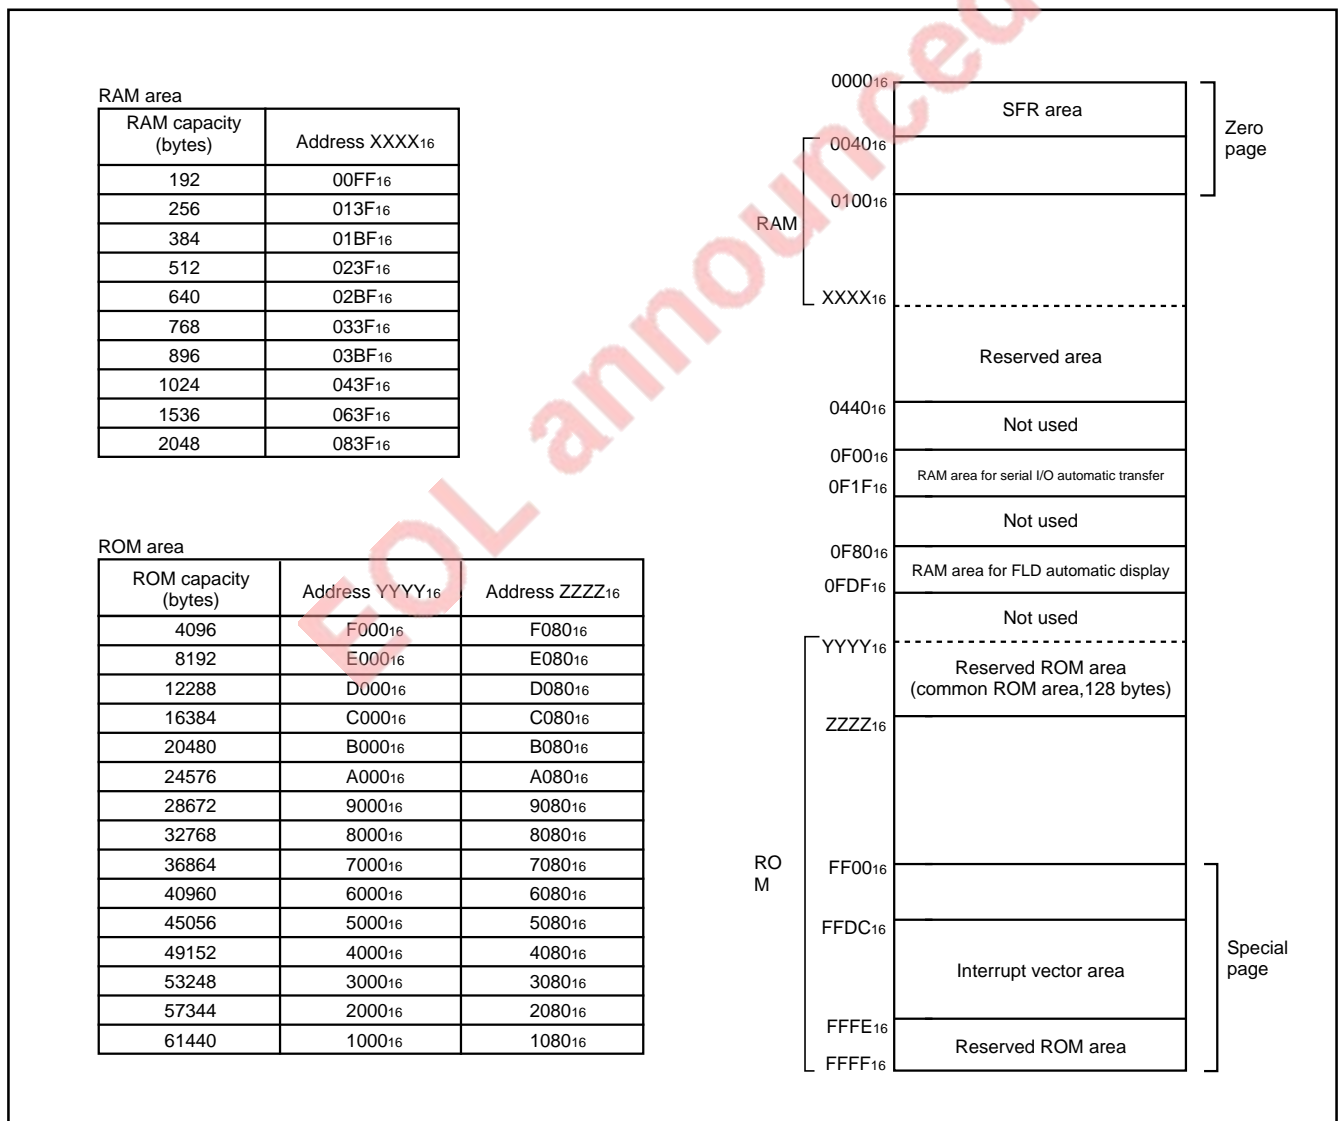 EOL announced
RAM area
RAM capacity (bytes) Address XXXX16
192 00FF16
256 013F16
384 01BF16
512 023F16
640 02BF16
768 033F16
896 03BF16
1024 043F16
1536 063F16
2048 083F16
ROM area
ROM capacity (bytes) Address YYYY16 Address ZZZZ16
4096 F00016 F08016
8192 E00016 E08016
12288 D00016 D08016
16384 C00016 C08016
20480 B00016 B08016
24576 A00016 A08016
28672 900016 908016
32768 800016 808016
36864 700016 708016
40960 600016 608016
45056 500016 508016
49152 400016 408016
53248 300016 308016
57344 200016 208016
61440 100016 108016
000016
SFR area
Zero
page
004016
010016
RAM
XXXX16
Reserved area
044016
Not used
0F0016
RAM area for serial I/O automatic transfer
0F1F16
Not used
0F8016
RAM area for FLD automatic display
0FDF16
Not used
YYYY16
Reserved ROM area
(common ROM area,128 bytes)
ZZZZ16
RO
M
FF0016
FFDC16
Interrupt vector area
Special
page
FFFE16
Reserved ROM area
FFFF16